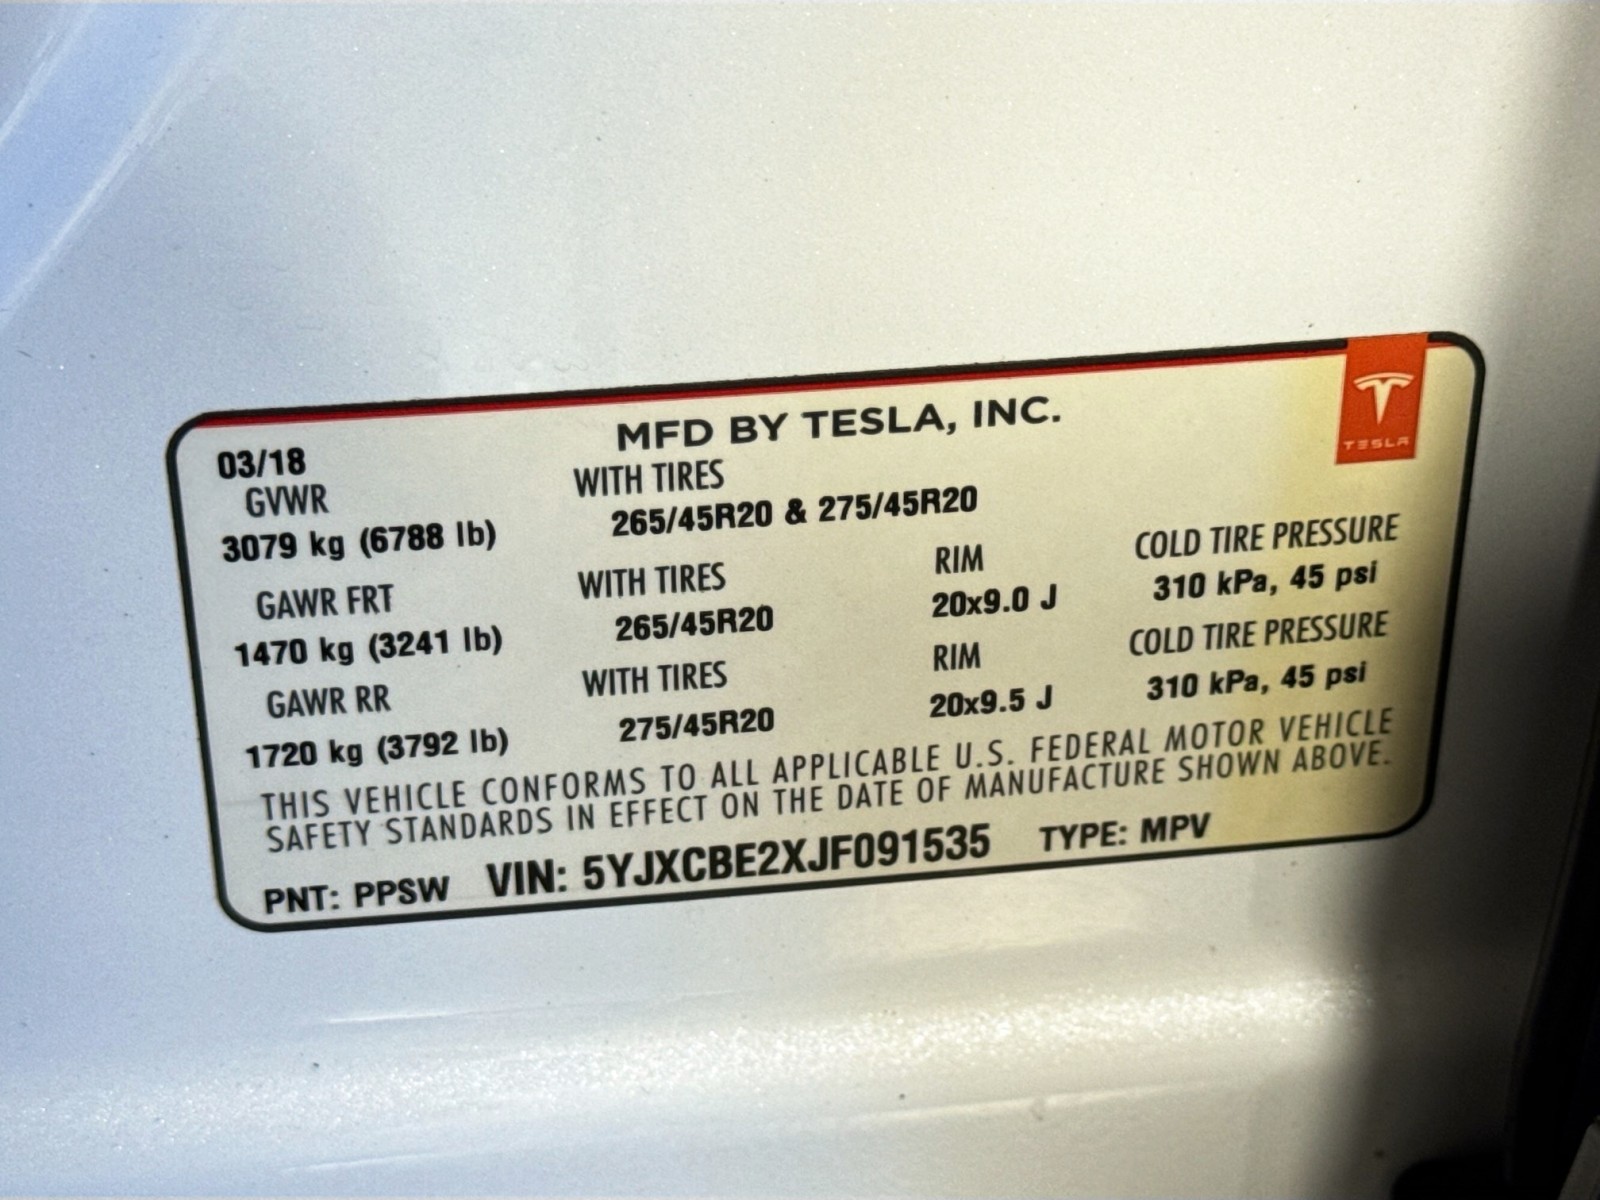 MFD BY TESLA, INC.
TESLA
03/18
GVWR WITH TIRES
3079 kg (6788 lb) 265/45R20 & 275/45R20
GAWR FRT WITH TIRES RIM COLD TIRE PRESSURE
1470 kg (3241 lb) 265/45R20 20x9.0 J 310 kPa, 45 psi
GAWR RR WITH TIRES RIM COLD TIRE PRESSURE
1720 kg (3792 lb) 275/45R20 20x9.5 J 310 kPa, 45 psi
THIS VEHICLE CONFORMS TO ALL APPLICABLE U.S. FEDERAL MOTOR VEHICLE
SAFETY STANDARDS IN EFFECT ON THE DATE OF MANUFACTURE SHOWN ABOVE.
PNT: PPSW VIN: 5YJXCBE2XJF091535 TYPE: MPV